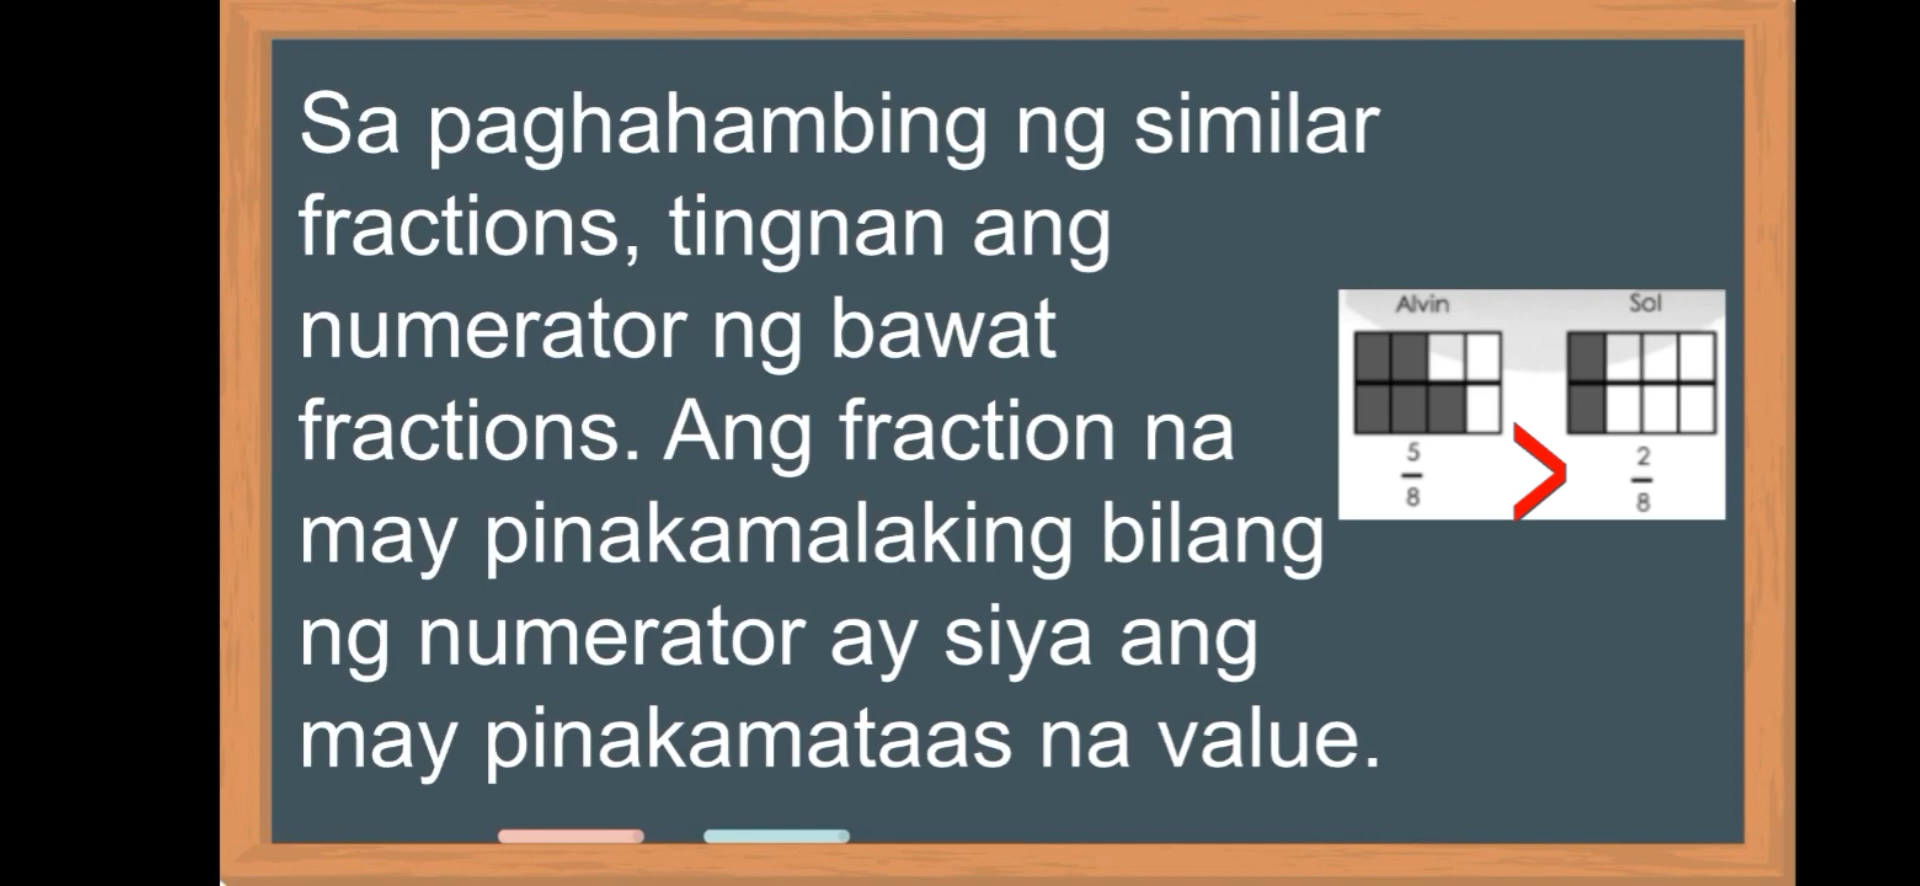 Sa paghahambing ng similar
fractions, tingnan ang
numerator ng bawat
fractions. Ang fraction na
may pinakamalaking bilang
ng numerator ay siya ang
may pinakamataas na value.
Alvin Sol
5 2
> 
8 8